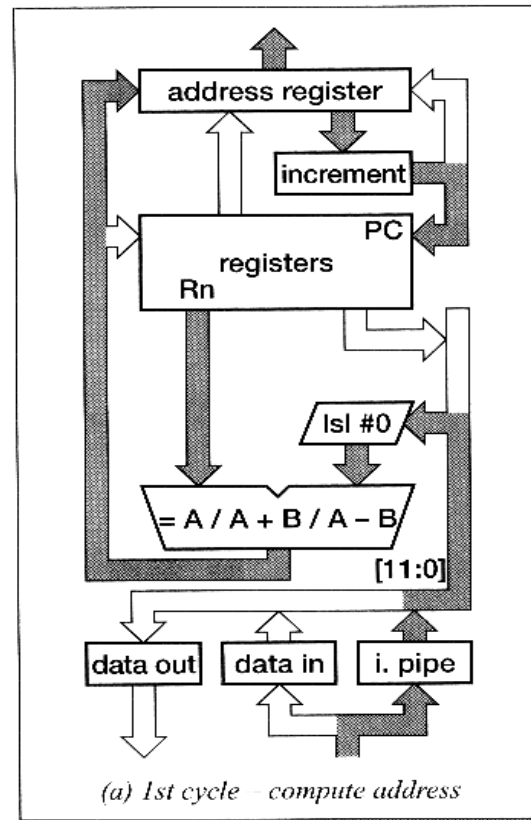 address register
increment
PC
registers
Rn
lsl #0
= A / A + B / A – B
[11:0]
data out
data in
i. pipe
(a) 1st cycle – compute address